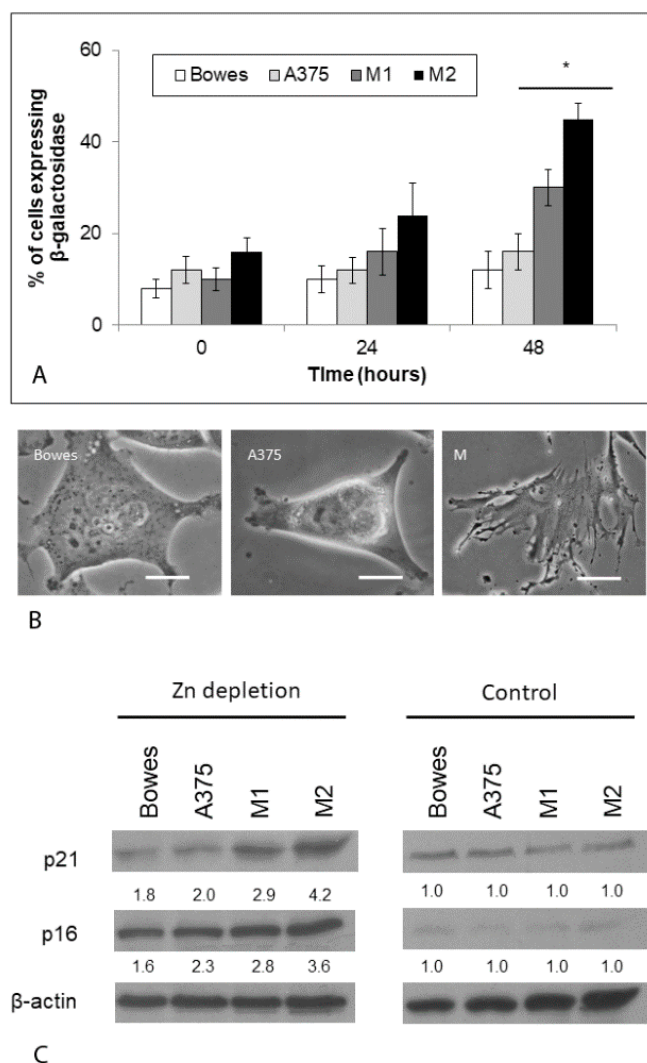 60
40
20
0
% of cells expressing
β-galactosidase
Bowes A375 M1 M2
*
0 24 48
Time (hours)
A
Bowes A375 M
B
Zn depletion Control
Bowes A375 M1 M2 Bowes A375 M1 M2
p21
1.8 2.0 2.9 4.2 1.0 1.0 1.0 1.0
p16
1.6 2.3 2.8 3.6 1.0 1.0 1.0 1.0
β-actin
C